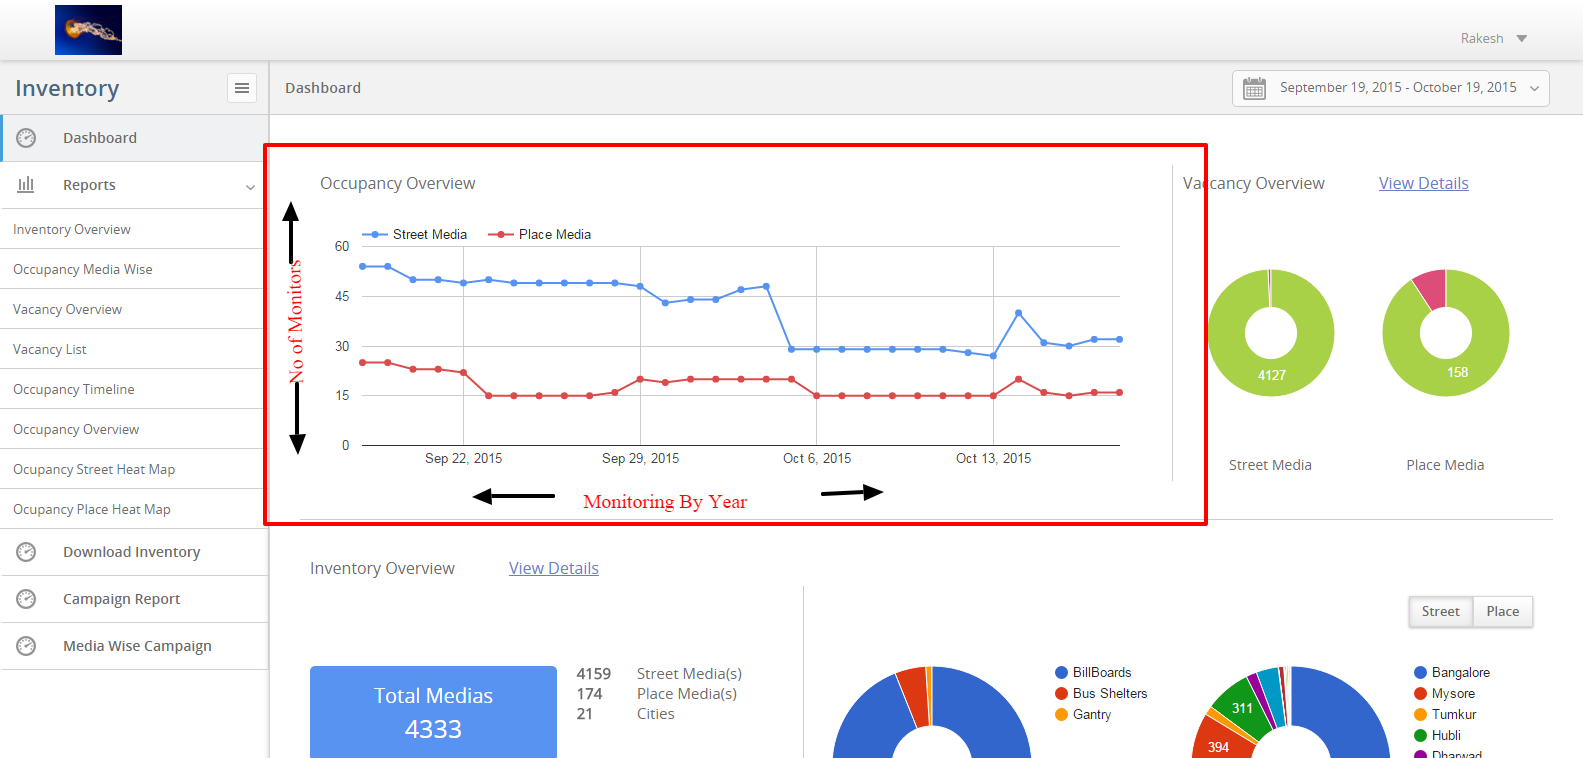 Rakesh
Inventory
Dashboard
September 19, 2015 - October 19, 2015
Dashboard
Reports
Inventory Overview
Occupancy Media Wise
Vacancy Overview
Vacancy List
Occupancy Timeline
Occupancy Overview
Ocupancy Street Heat Map
Ocupancy Place Heat Map
Download Inventory
Campaign Report
Media Wise Campaign
Occupancy Overview
Street Media
Place Media
60
45
30
15
0
No of Monitors
Sep 22, 2015
Sep 29, 2015
Oct 6, 2015
Oct 13, 2015
Monitoring By Year
Vaccancy Overview
View Details
4127
158
Street Media
Place Media
Inventory Overview
View Details
Total Medias
4333
4159 Street Media(s)
174 Place Media(s)
21 Cities
Street
Place
BillBoards
Bus Shelters
Gantry
311
394
Bangalore
Mysore
Tumkur
Hubli
Dharwad